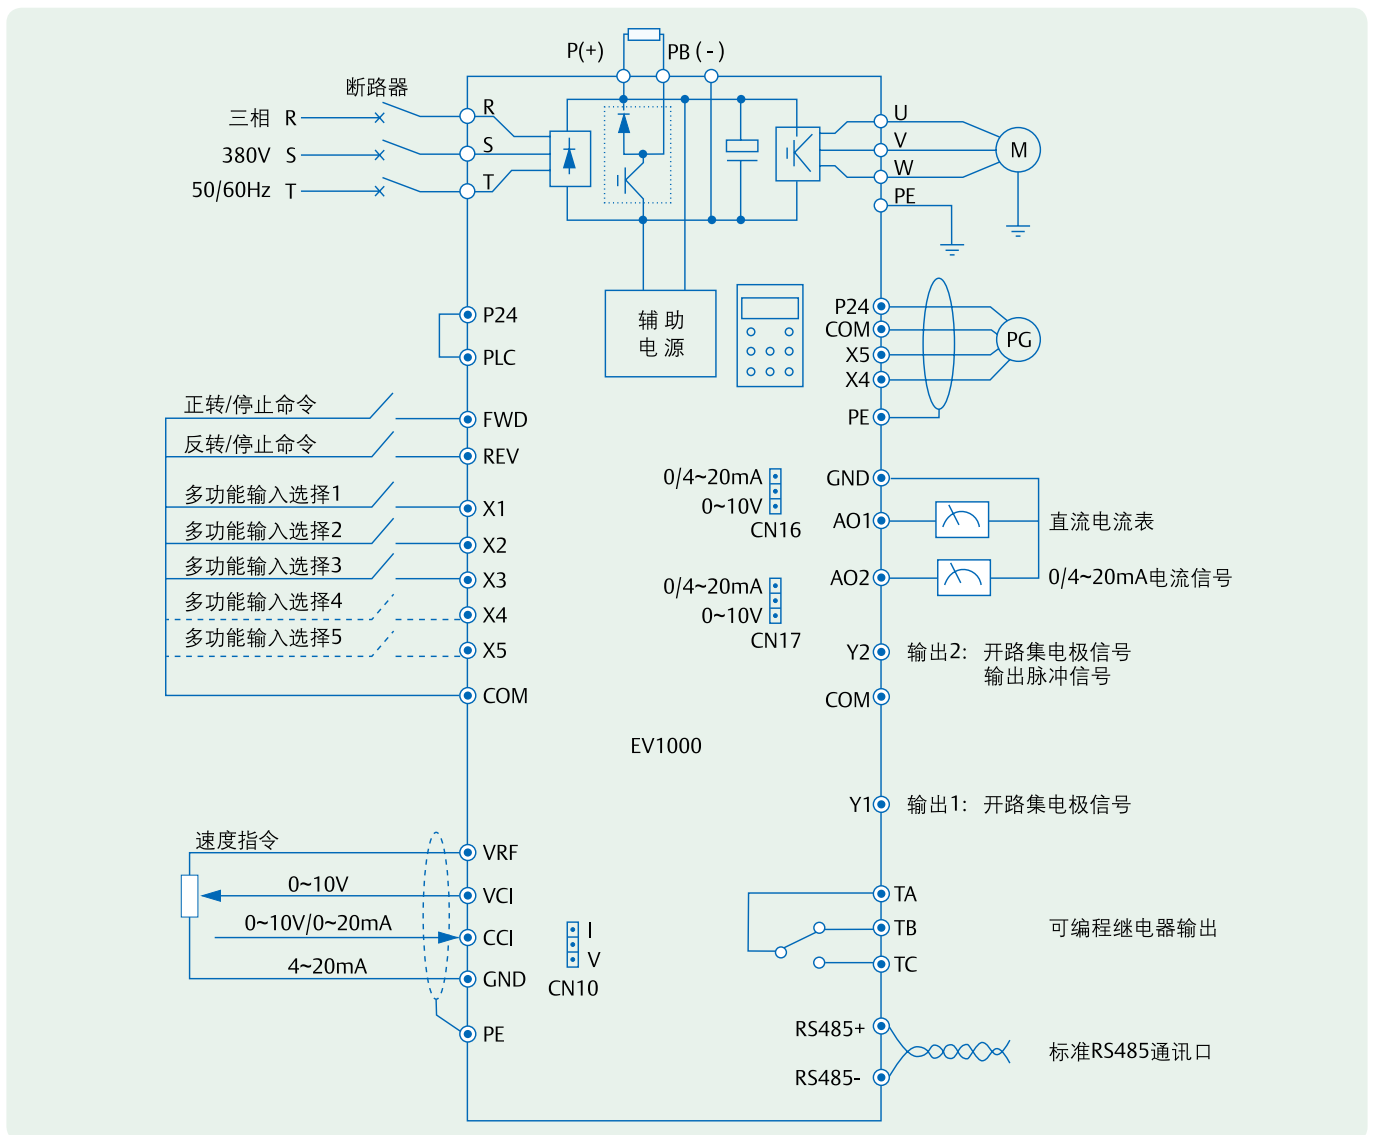 P(+)
PB
( - )
断路器
三相 R
380V S
50/60Hz T
R
S
T
U
V
W
PE
M
P24
PLC
辅 助
电 源
P24
COM
X5
X4
PE
PG
正转/停止命令
FWD
反转/停止命令
REV
多功能输入选择1
X1
多功能输入选择2
X2
多功能输入选择3
X3
多功能输入选择4
X4
多功能输入选择5
X5
COM
0/4~20mA
0~10V
CN16
0/4~20mA
0~10V
CN17
GND
AO1
直流电流表
AO2
0/4~20mA电流信号
Y2
输出2: 开路集电极信号
输出脉冲信号
COM
EV1000
Y1
输出1: 开路集电极信号
速度指令
VRF
0~10V
VCI
0~10V/0~20mA
CCI
4~20mA
GND
PE
I
V
CN10
TA
TB
TC
可编程继电器输出
RS485+
RS485-
标准RS485通讯口